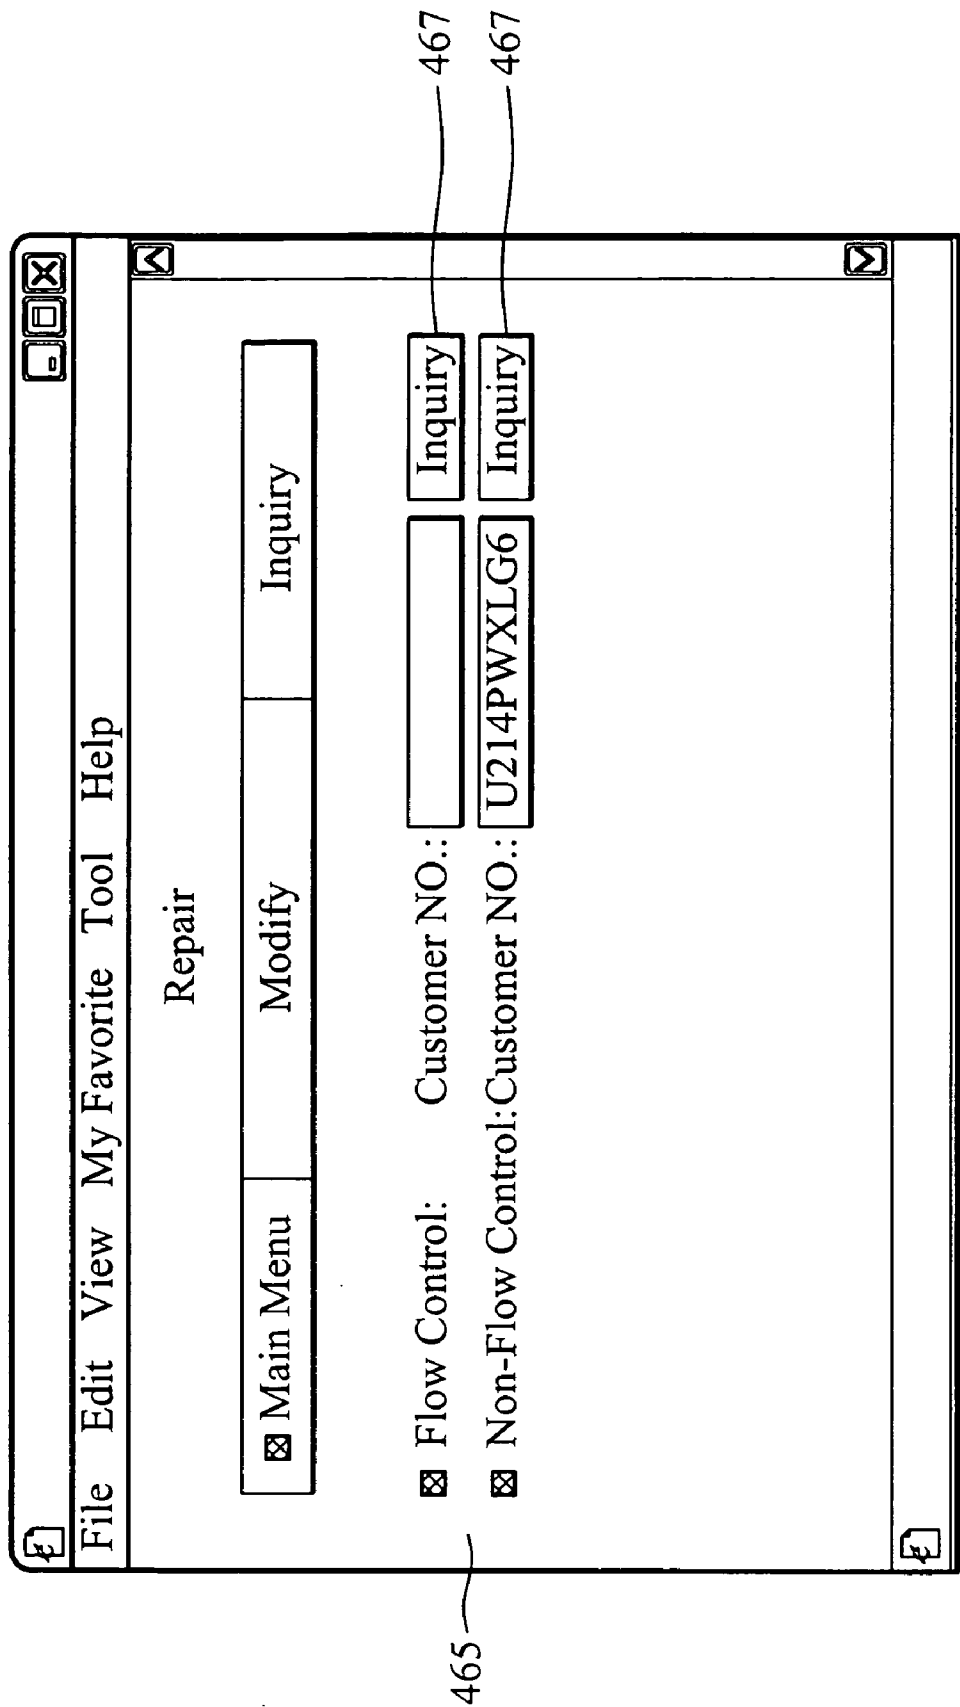 File Edit View My Favorite Tool Help
Repair
Main Menu Modify Inquiry
Flow Control: Customer NO.: Inquiry 467
Non-Flow Control:Customer NO.: U214PWXLG6 Inquiry 467
465